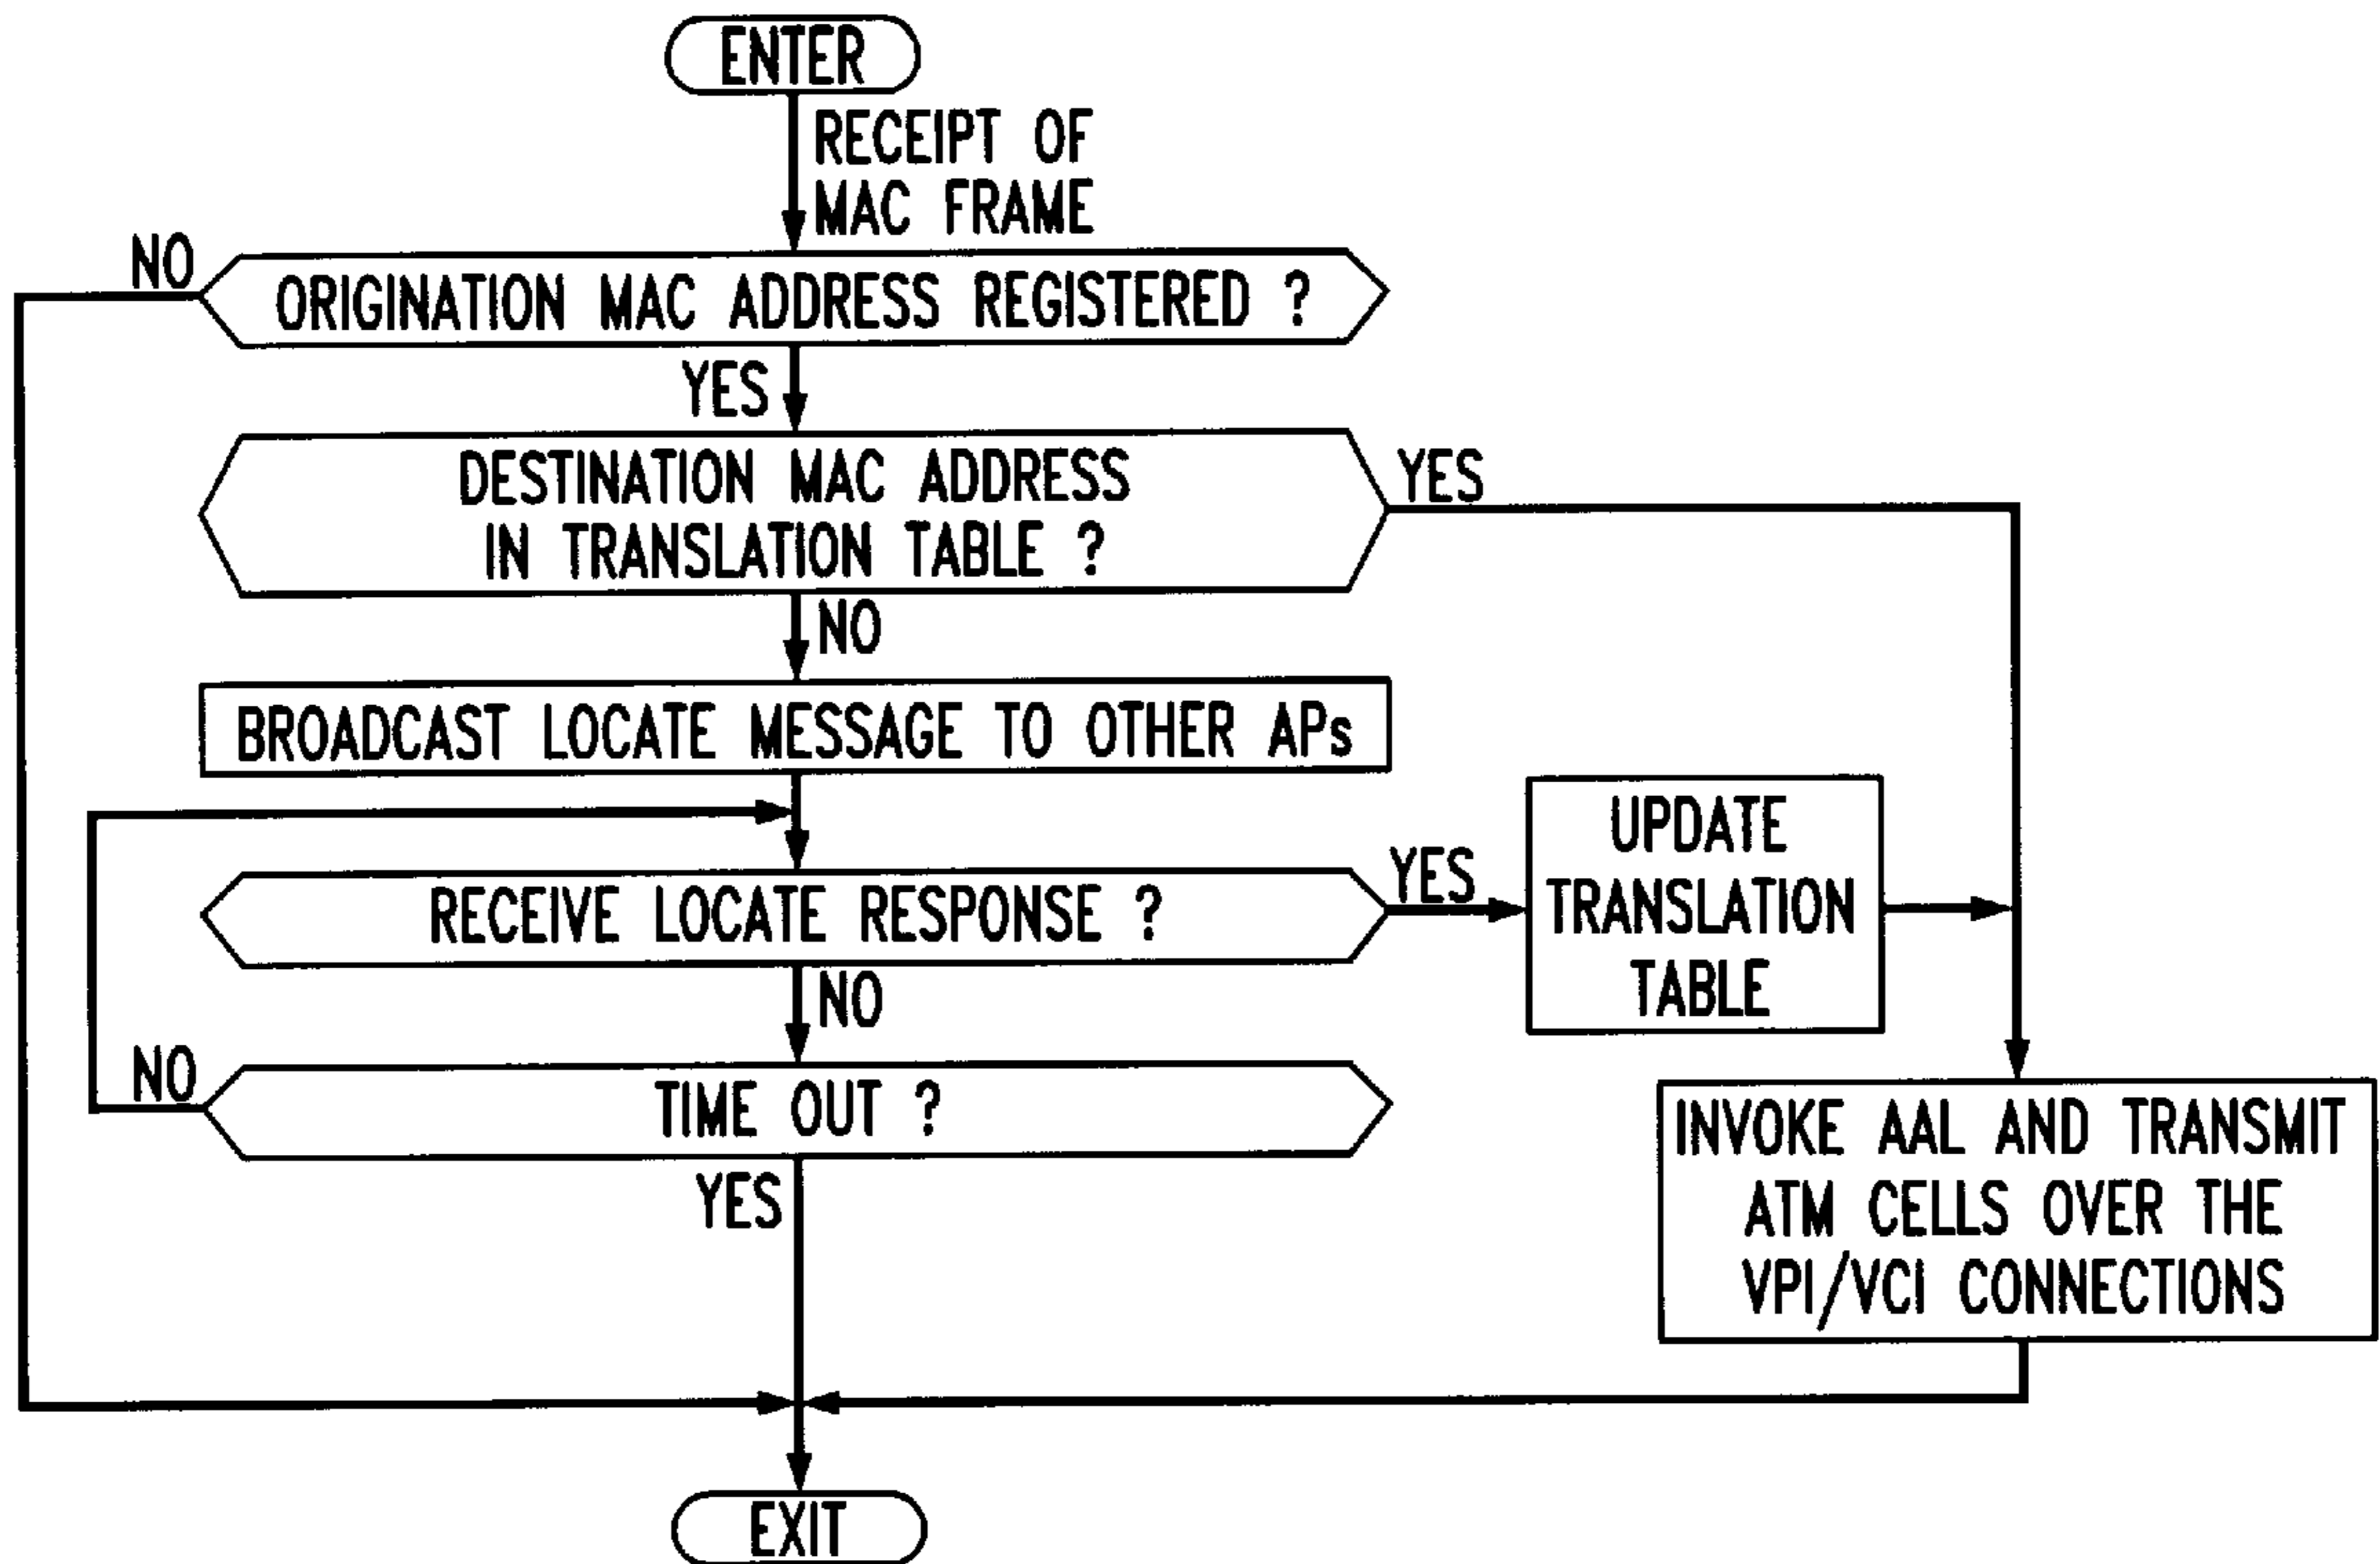 ENTER
RECEIPT OF
MAC FRAME
NO
ORIGINATION MAC ADDRESS REGISTERED ?
YES
DESTINATION MAC ADDRESS
IN TRANSLATION TABLE ?
YES
NO
BROADCAST LOCATE MESSAGE TO OTHER APs
RECEIVE LOCATE RESPONSE ?
YES
UPDATE
TRANSLATION
TABLE
NO
NO
TIME OUT ?
YES
INVOKE AAL AND TRANSMIT
ATM CELLS OVER THE
VPI/VCI CONNECTIONS
EXIT